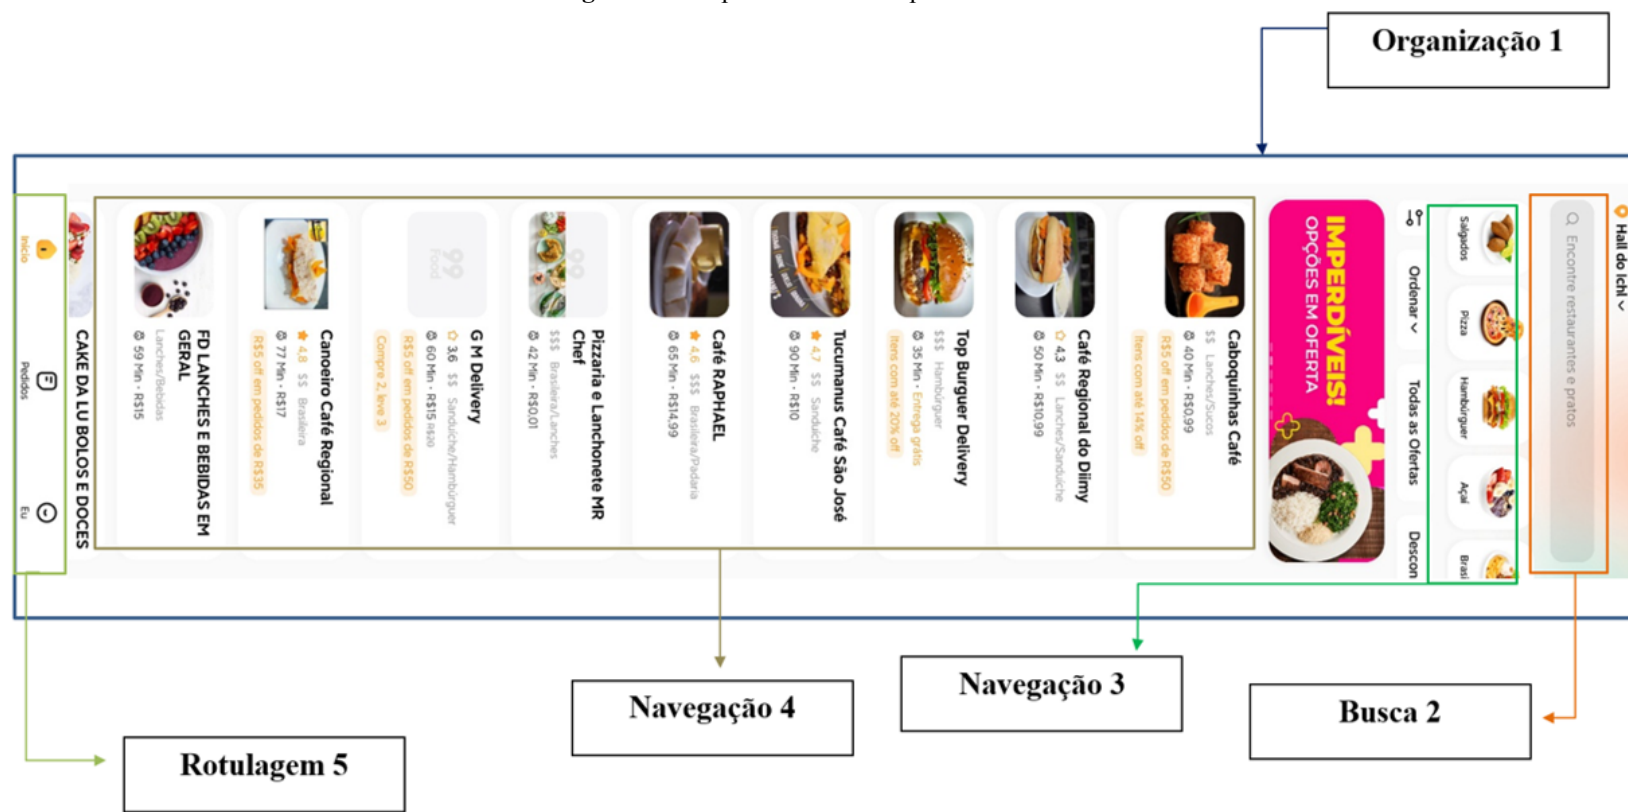 Organização 1
Hall do Ichl
Encontre restaurantes e pratos
Salgados
Pizza
Hambúrguer
Açaí
Brasi
Ordenar
Todas as Ofertas
Descon
IMPERDÍVEIS!
OPÇÕES EM OFERTA
Caboquinhas Café
$$ Lanches/Sucos
40 Min • R$0,99
R$5 off em pedidos de R$50
Itens com até 14% off
Café Regional do Diimy
4,3 $$ Lanches/Sanduíche
50 Min • R$10,99
Top Burguer Delivery
$$$ Hambúrguer
35 Min • Entrega grátis
Itens com até 20% off
Tucumanus Café São José
4,7 $$ Sanduíche
90 Min • R$10
Café RAPHAEL
4,6 $$$ Brasileira/Padaria
65 Min • R$14,99
Pizzaria e Lanchonete MR
Chef
$$$ Brasileira/Lanches
42 Min • R$0,01
99
99
Food
G M Delivery
3,6 $$ Sanduíche/Hambúrguer
60 Min • R$15 R$20
R$5 off em pedidos de R$50
Compre 2, leve 3
Canoeiro Café Regional
4,8 $$ Brasileira
77 Min • R$17
R$5 off em pedidos de R$35
FD LANCHES E BEBIDAS EM
GERAL
Lanches/Bebidas
59 Min • R$15
CAKE DA LU BOLOS E DOCES
Início
Pedidos
Eu
Navegação 3
Navegação 4
Busca 2
Rotulagem 5